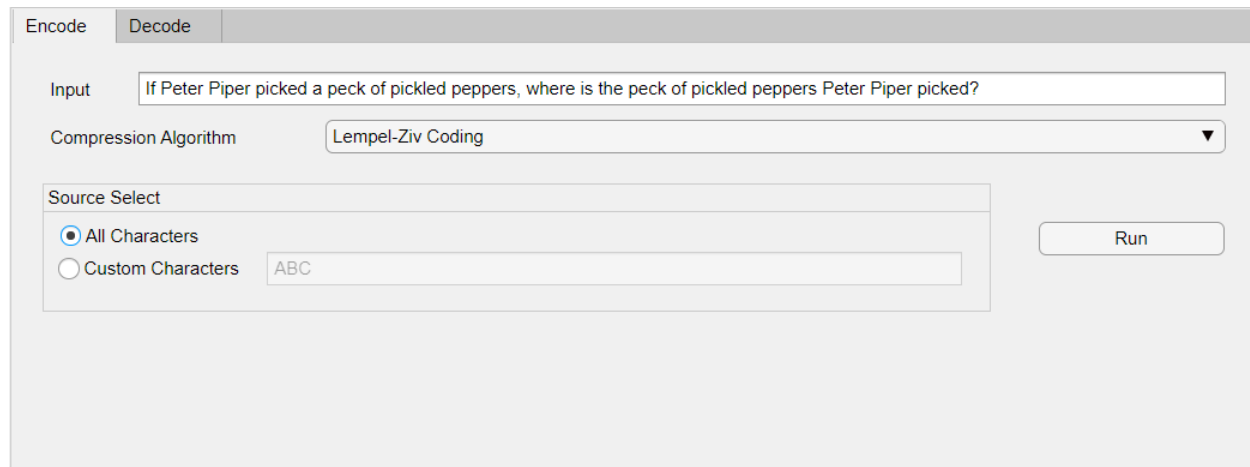 Encode Decode
Input If Peter Piper picked a peck of pickled peppers, where is the peck of pickled peppers Peter Piper picked?
Compression Algorithm Lempel-Ziv Coding ▼
Source Select
All Characters
Run
Custom Characters ABC